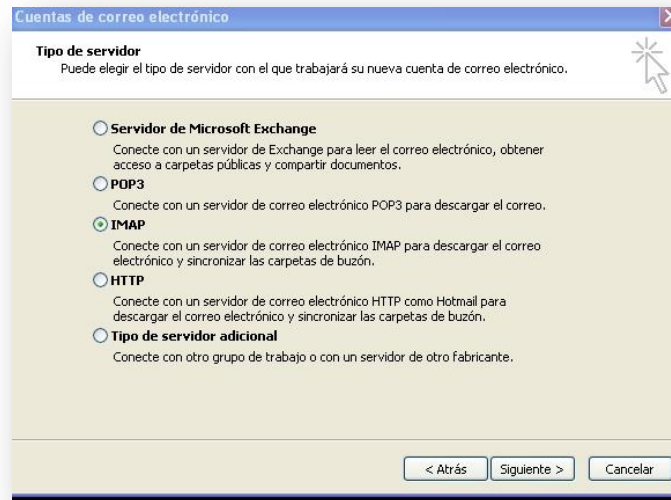 Cuentas de correo electrónico
Tipo de servidor
Puede elegir el tipo de servidor con el que trabajará su nueva cuenta de correo electrónico.
Servidor de Microsoft Exchange
Conecte con un servidor de Exchange para leer el correo electrónico, obtener
acceso a carpetas públicas y compartir documentos.
POP3
Conecte con un servidor de correo electrónico POP3 para descargar el correo.
IMAP
Conecte con un servidor de correo electrónico IMAP para descargar el correo
electrónico y sincronizar las carpetas de buzón.
HTTP
Conecte con un servidor de correo electrónico HTTP como Hotmail para
descargar el correo electrónico y sincronizar las carpetas de buzón.
Tipo de servidor adicional
Conecte con otro grupo de trabajo o con un servidor de otro fabricante.
< Atrás Siguiente > Cancelar